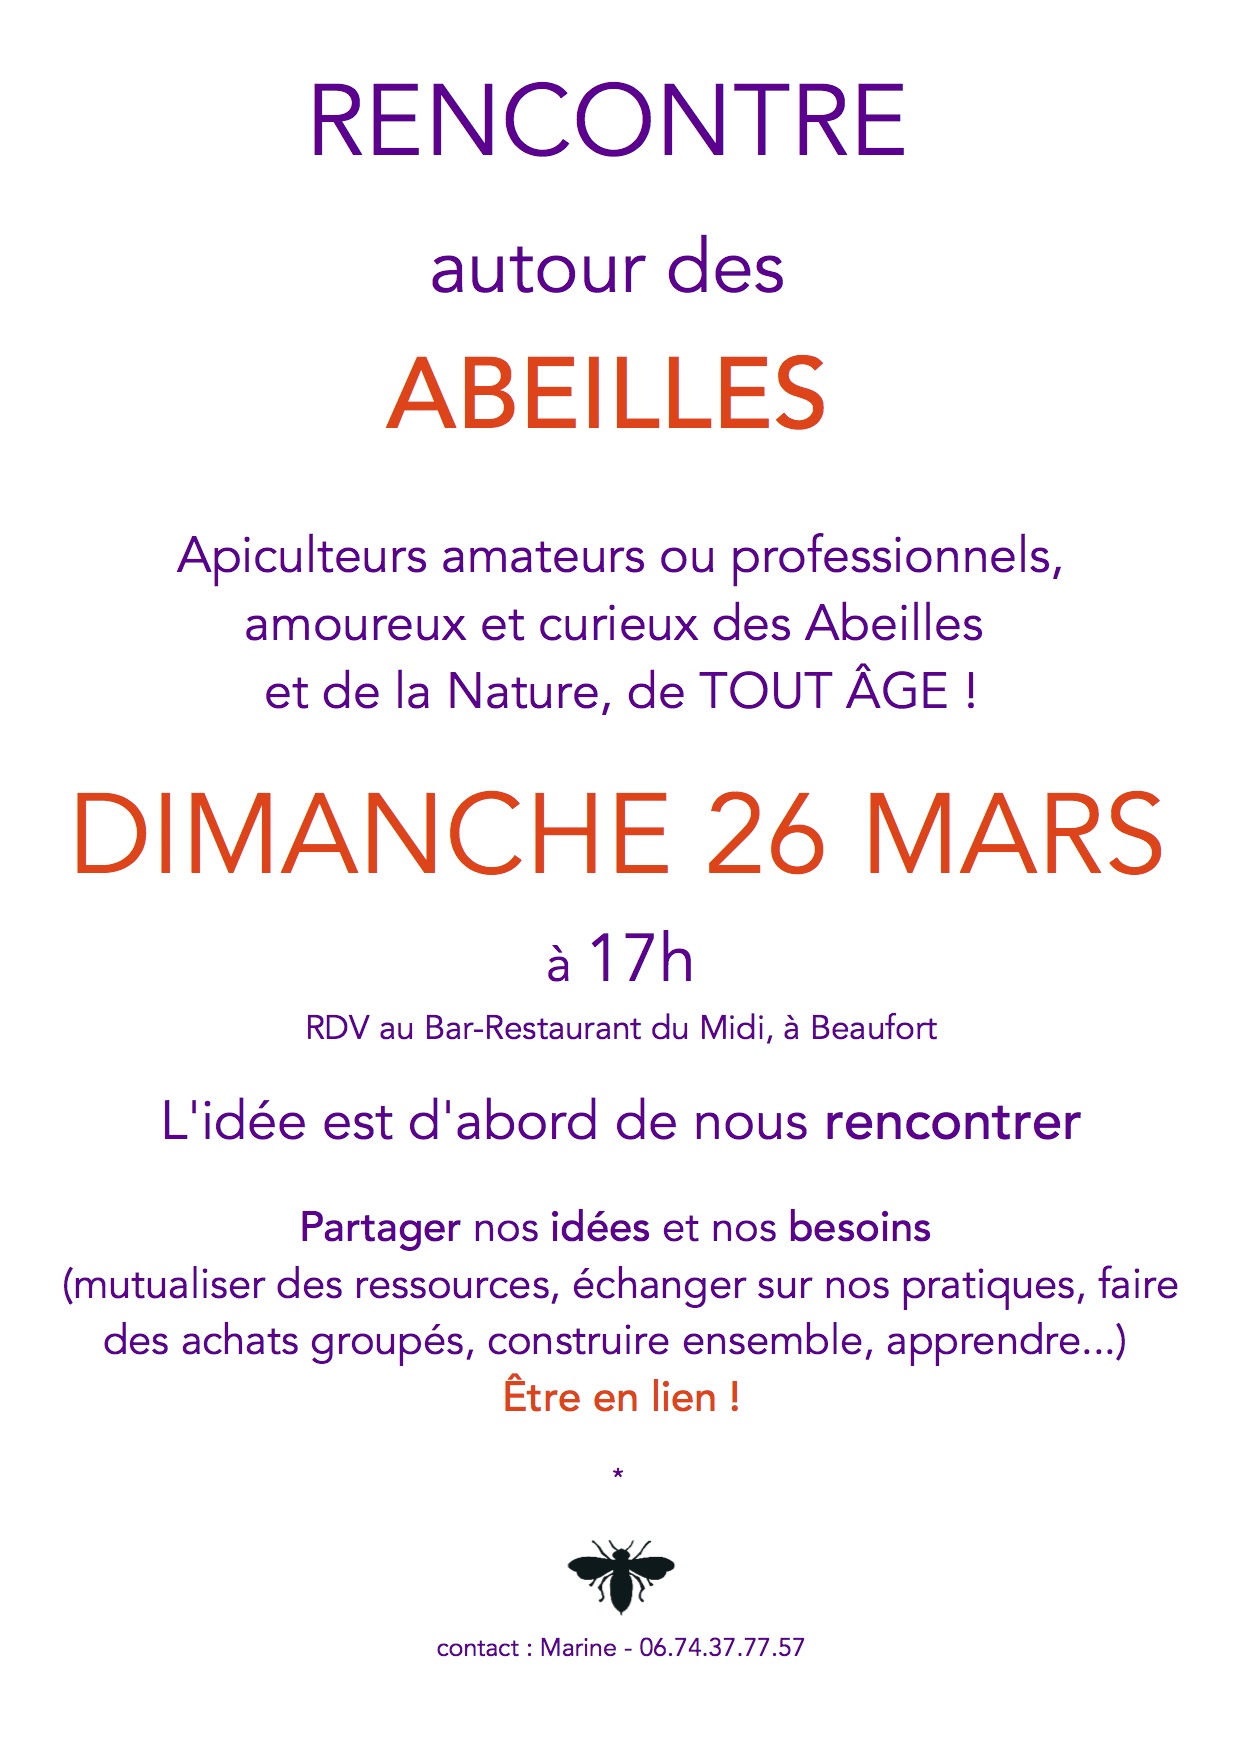 RENCONTRE
autour des
ABEILLES
Apiculteurs amateurs ou professionnels,
amoureux et curieux des Abeilles
et de la Nature, de TOUT ÂGE !
DIMANCHE 26 MARS
à 17h
RDV au Bar-Restaurant du Midi, à Beaufort
L'idée est d'abord de nous rencontrer
Partager nos idées et nos besoins
(mutualiser des ressources, échanger sur nos pratiques, faire
des achats groupés, construire ensemble, apprendre...)
Être en lien !
*
contact : Marine - 06.74.37.77.57